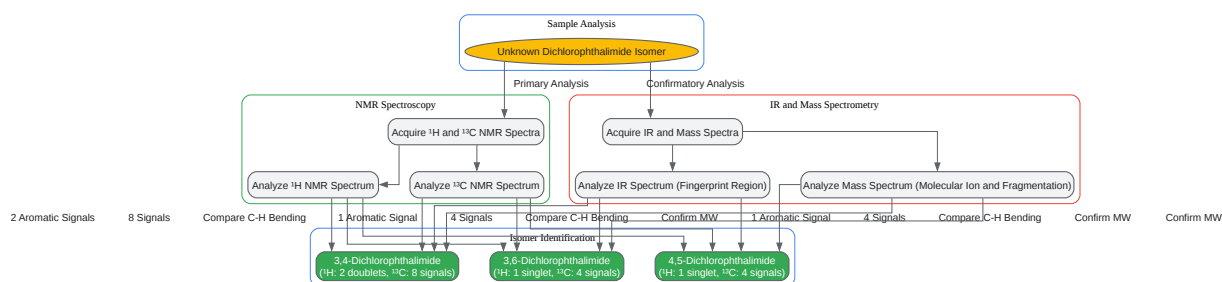 Sample Analysis
Unknown Dichlorophthalimide Isomer
Primary Analysis
Confirmatory Analysis
NMR Spectroscopy
IR and Mass Spectrometry
Acquire ¹H and ¹³C NMR Spectra
Acquire IR and Mass Spectra
Analyze ¹H NMR Spectrum
Analyze ¹³C NMR Spectrum
Analyze IR Spectrum (Fingerprint Region)
Analyze Mass Spectrum (Molecular Ion and Fragmentation)
2 Aromatic Signals
8 Signals
Compare C-H Bending
1 Aromatic Signal
4 Signals
Compare C-H Bending
Confirm MW
1 Aromatic Signal
4 Signals
Compare C-H Bending
Confirm MW
Confirm MW
Isomer Identification
3,4-Dichlorophthalimide
(¹H: 2 doublets, ¹³C: 8 signals)
3,6-Dichlorophthalimide
(¹H: 1 singlet, ¹³C: 4 signals)
4,5-Dichlorophthalimide
(¹H: 1 singlet, ¹³C: 4 signals)